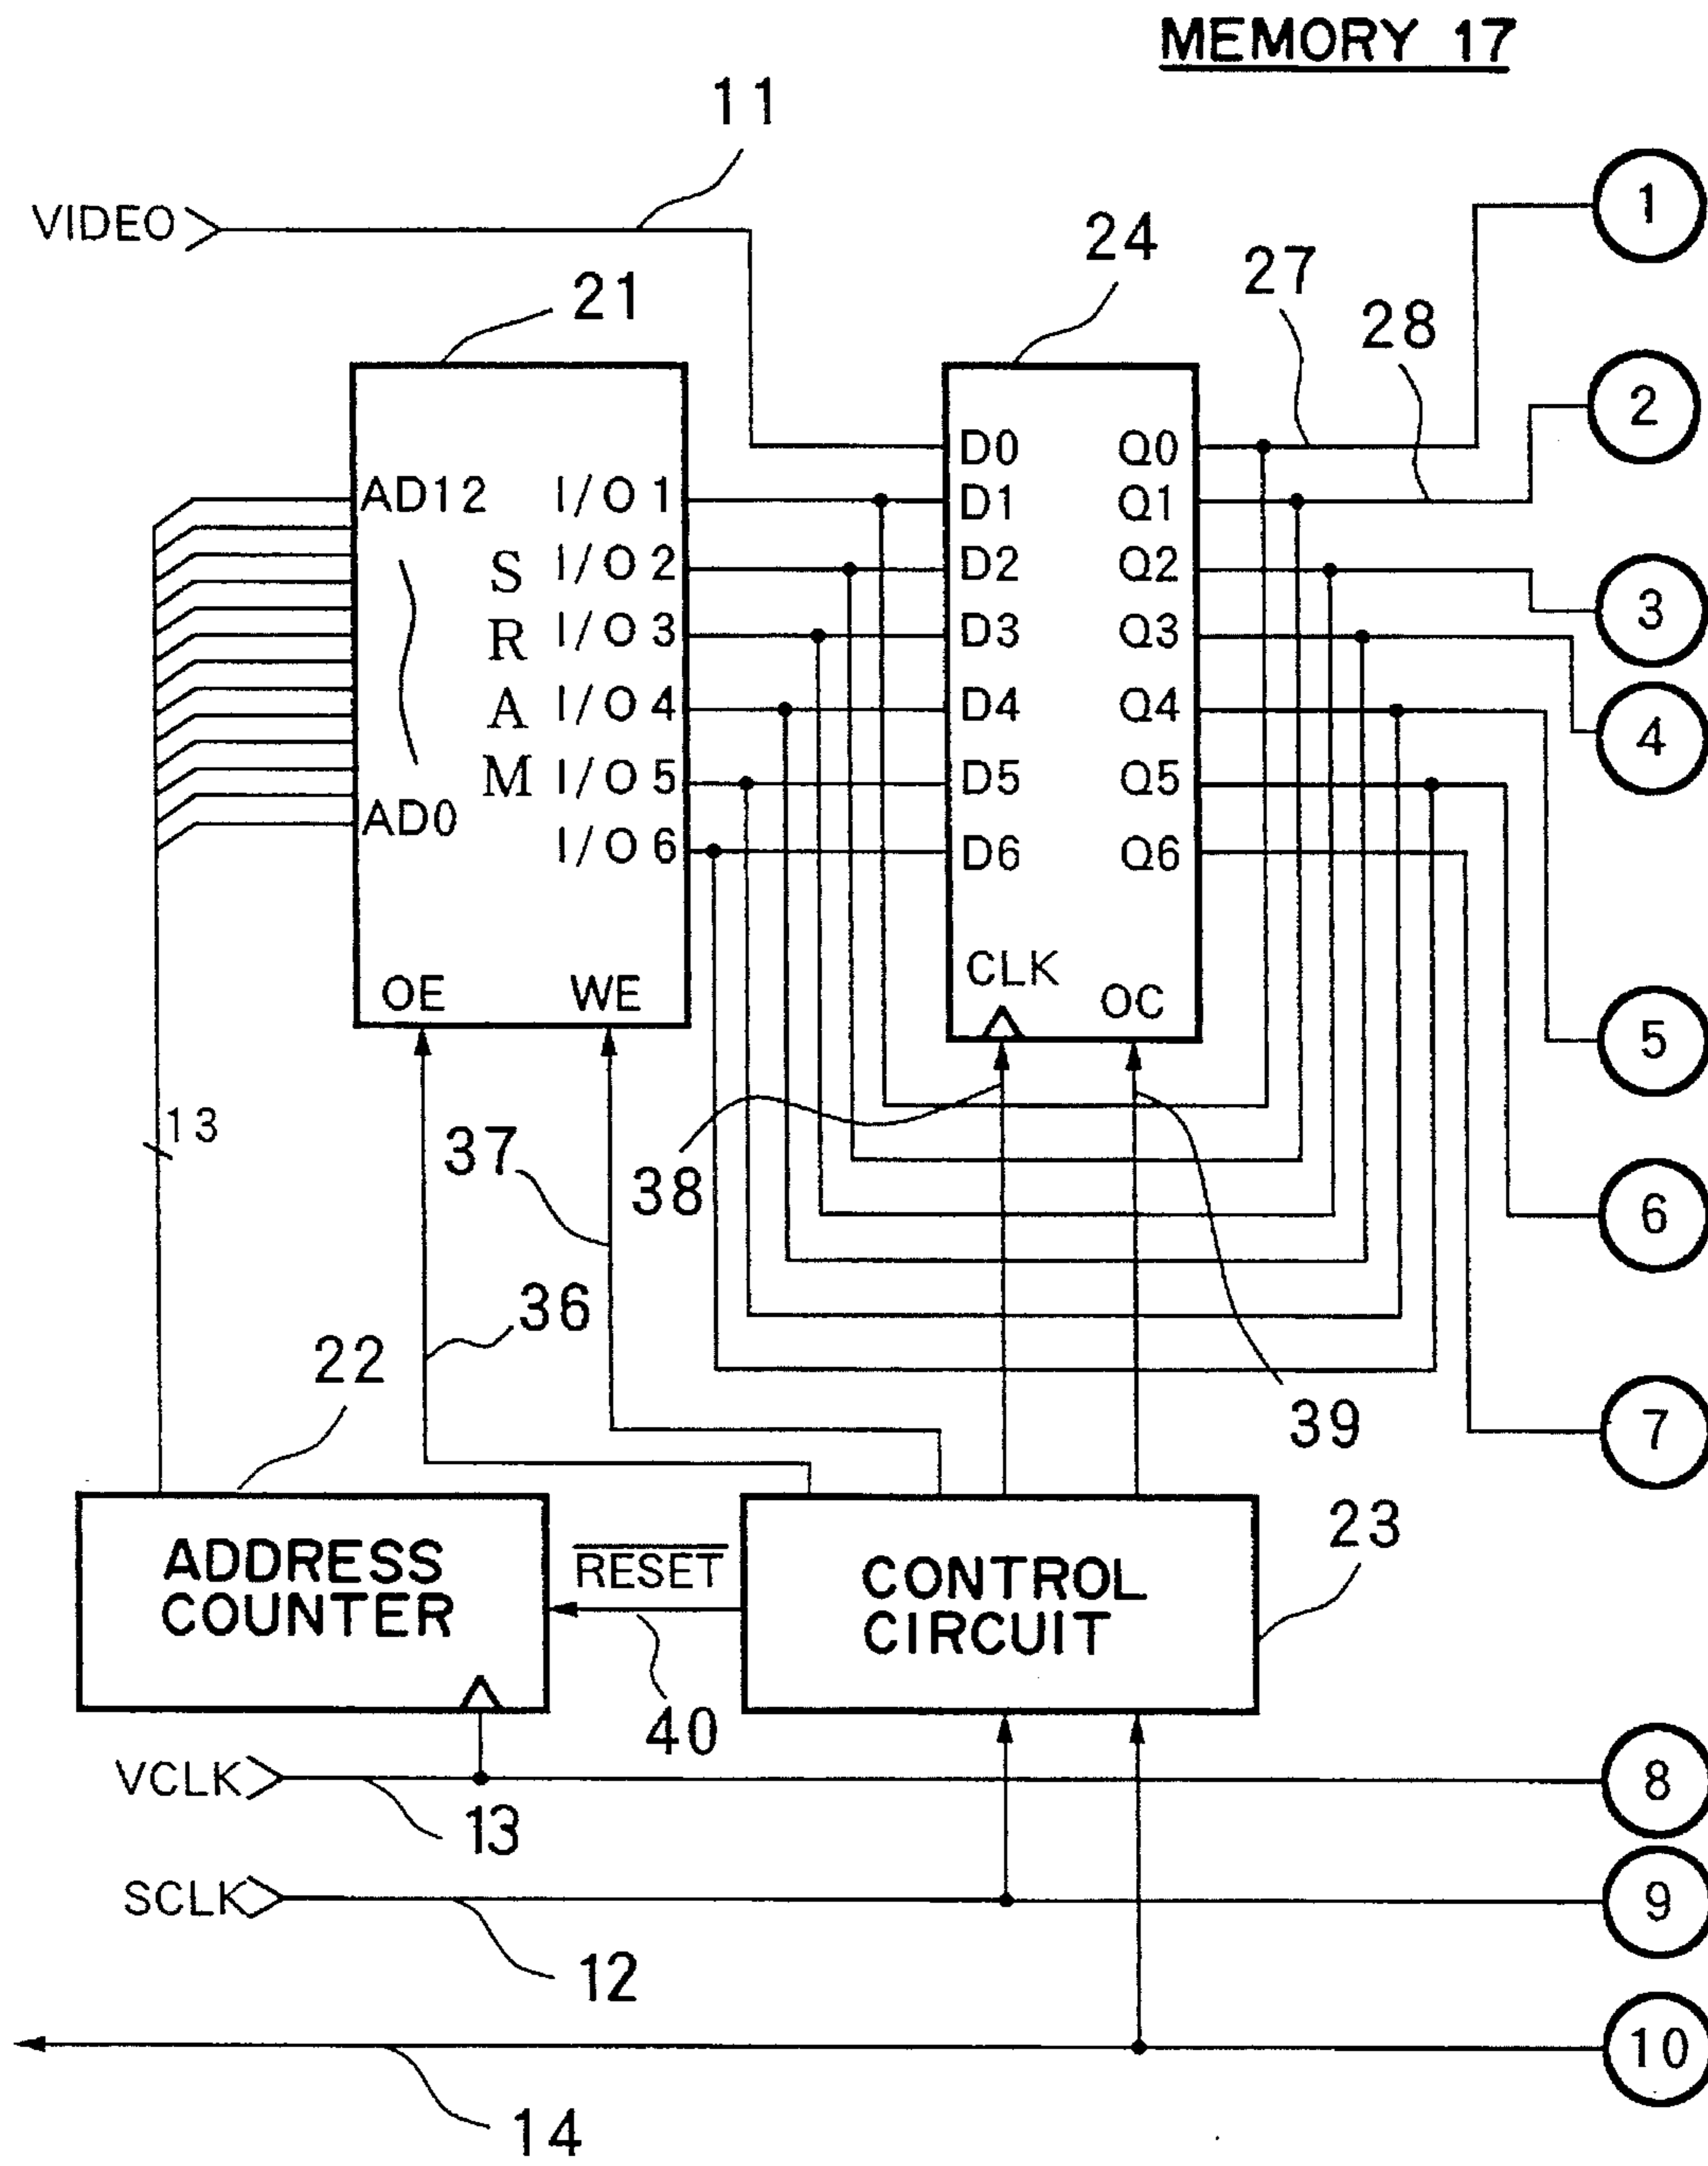 MEMORY 17
11
VIDEO
1
24
27
21
28
2
D0 Q0
AD12 I/O 1 D1 Q1
S I/O 2 D2 Q2
3
R I/O 3 D3 Q3
A I/O 4 D4 Q4
4
M I/O 5 D5 Q5
AD0
I/O 6 D6 Q6
CLK
OE WE OC
5
13
37
38
6
36
22
39
7
23
ADDRESS
COUNTER
RESET
CONTROL
CIRCUIT
40
VCLK
8
13
SCLK
9
12
10
14